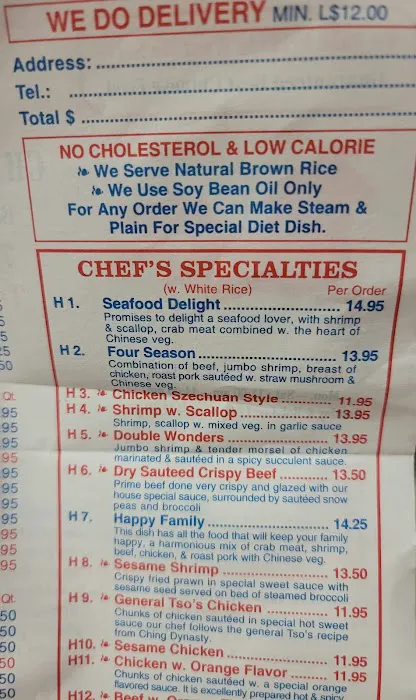 WE DO DELIVERY MIN. L$12.00
Address:
Tel.:
Total $
NO CHOLESTEROL & LOW CALORIE
We Serve Natural Brown Rice
We Use Soy Bean Oil Only
For Any Order We Can Make Steam &
Plain For Special Diet Dish.
CHEF'S SPECIALTIES
(w. White Rice) Per Order
H 1. Seafood Delight 14.95
Promises to delight a seafood lover, with shrimp
& scallop, crab meat combined w. the heart of
Chinese veg.
H 2. Four Season 13.95
Combination of beef, jumbo shrimp, breast of
chicken, roast pork sautéed w. straw mushroom &
Chinese veg.
H 3. Chicken Szechuan Style 11.95
H 4. Shrimp w. Scallop 13.95
Shrimp, scallop w. mixed veg. in garlic sauce
H 5. Double Wonders 13.95
Jumbo shrimp & tender morsel of chicken
marinated & sautéed in a spicy succulent sauce.
H 6. Dry Sauteed Crispy Beef 13.50
Prime beef done very crispy and glazed with our
house special sauce, surrounded by sautéed snow
peas and broccoli
H 7. Happy Family 14.25
This dish has all the food that will keep your family
happy, a harmonious mix of crab meat, shrimp,
beef, chicken, & roast pork with Chinese veg.
H 8. Sesame Shrimp 13.50
Crispy fried prawn in special sweet sauce with
sesame seed served on bed of steamed broccoli
H 9. General Tso's Chicken 11.95
Chunks of chicken sautéed in special hot sweet
sauce our chef follows the general Tso's recipe
from Ching Dynasty.
H10. Sesame Chicken 11.95
H11. Chicken w. Orange Flavor 11.95
Chunks of chicken sautéed w. a special orange
flavored sauce. It is excellently prepared hot & spicy
H12. Beef w.